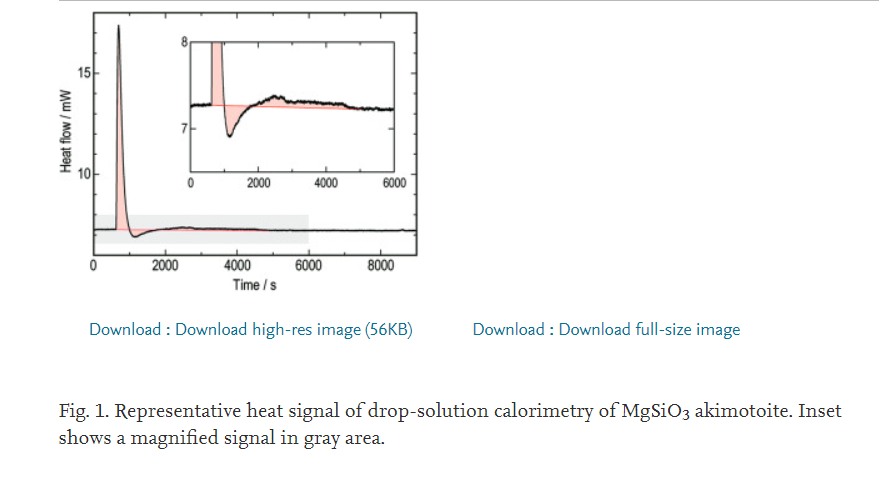 8
7
0
2000
4000
6000
15
10
Heat flow / mW
0
2000
4000
6000
8000
Time / s
Download : Download high-res image (56KB)
Download : Download full-size image
Fig. 1. Representative heat signal of drop-solution calorimetry of MgSiO3 akimotoite. Inset
shows a magnified signal in gray area.